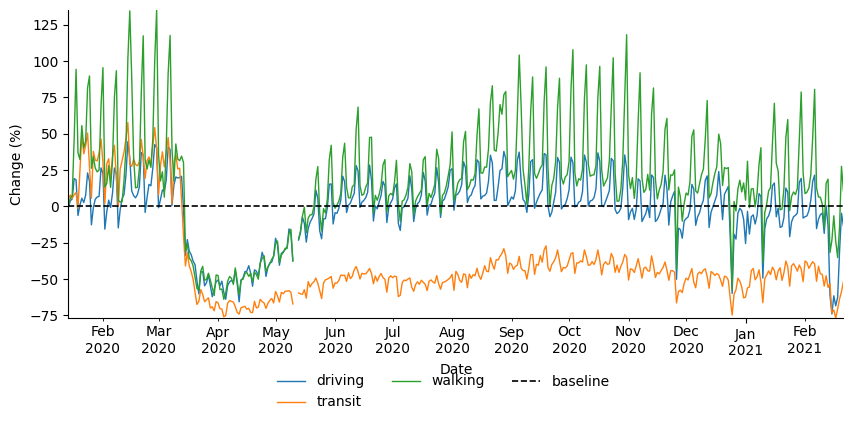 Change (%)
125
100
75
50
25
0
−25
−50
−75
Feb Mar Apr May Jun Jul Aug Sep Oct Nov Dec Jan Feb
2020 2020 2020 2020 2020 2020 2020 2020 2020 2020 2020 2021 2021
Date
driving walking baseline
transit